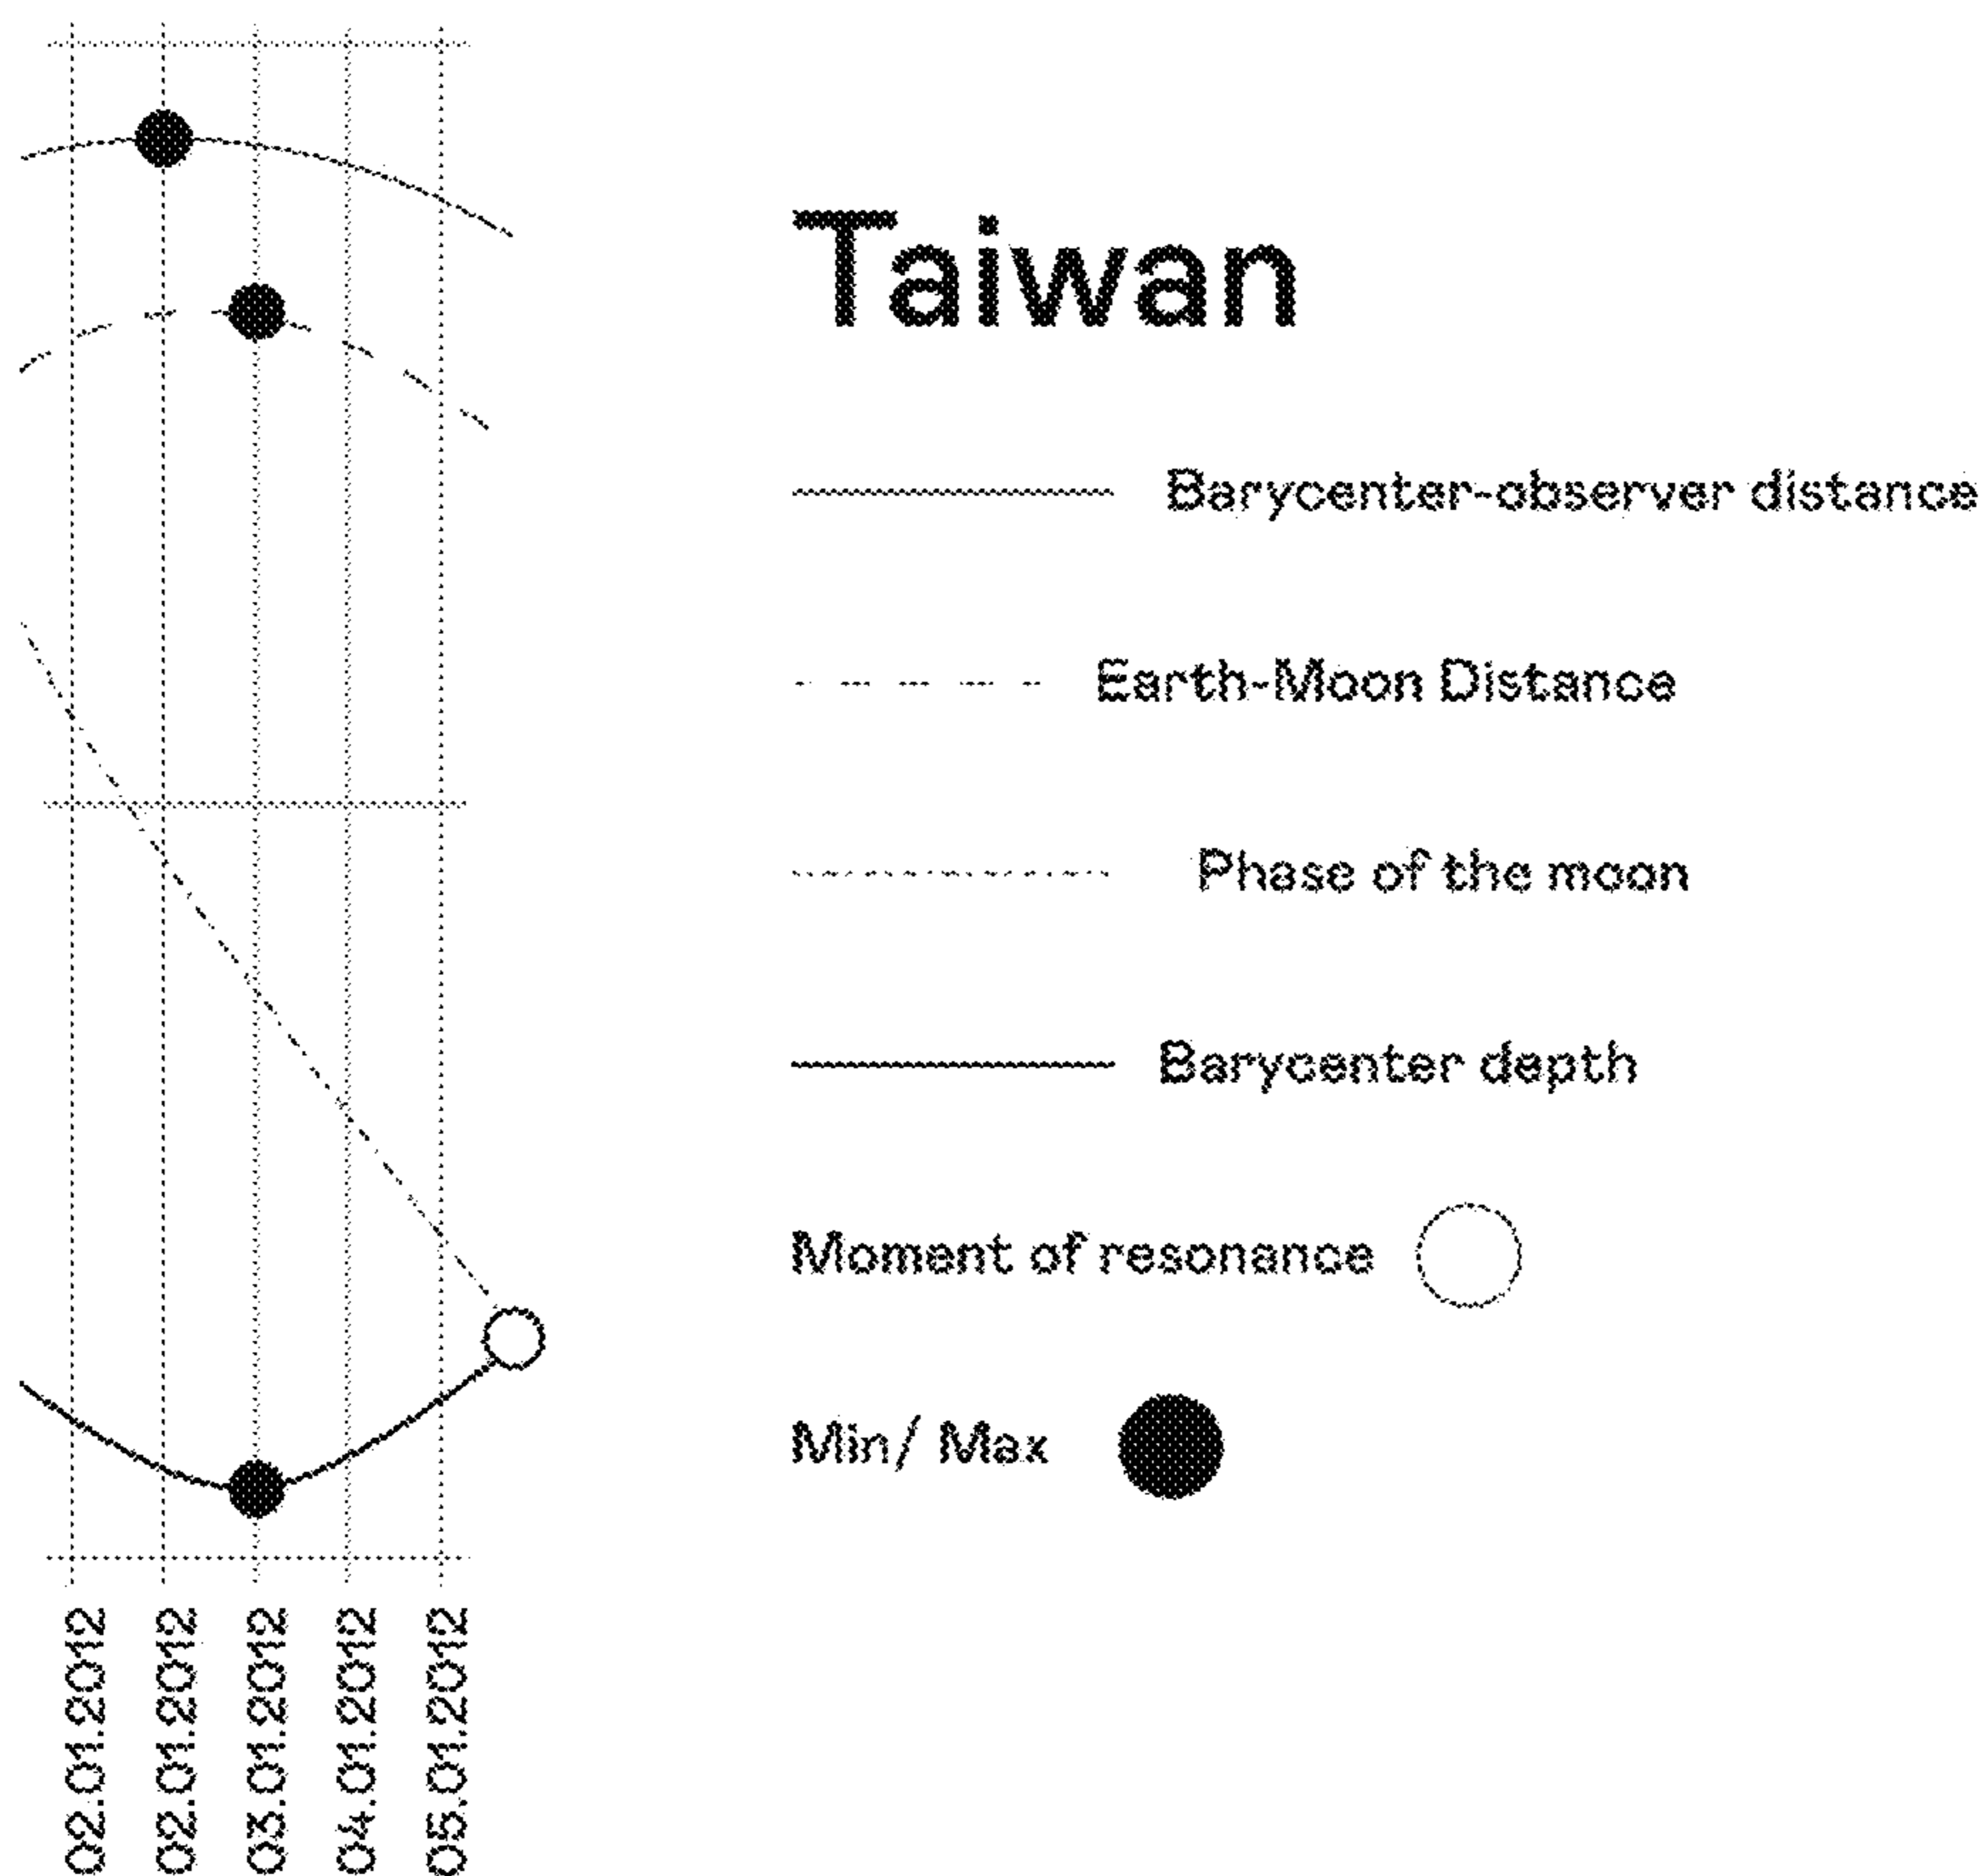 Taiwan
Barycenter-observer distance
Earth-Moon Distance
Phase of the moon
Barycenter depth
Moment of resonance
Min/ Max
02.01.2012
02.01.2012
03.01.2012
04.01.2012
05.01.2012